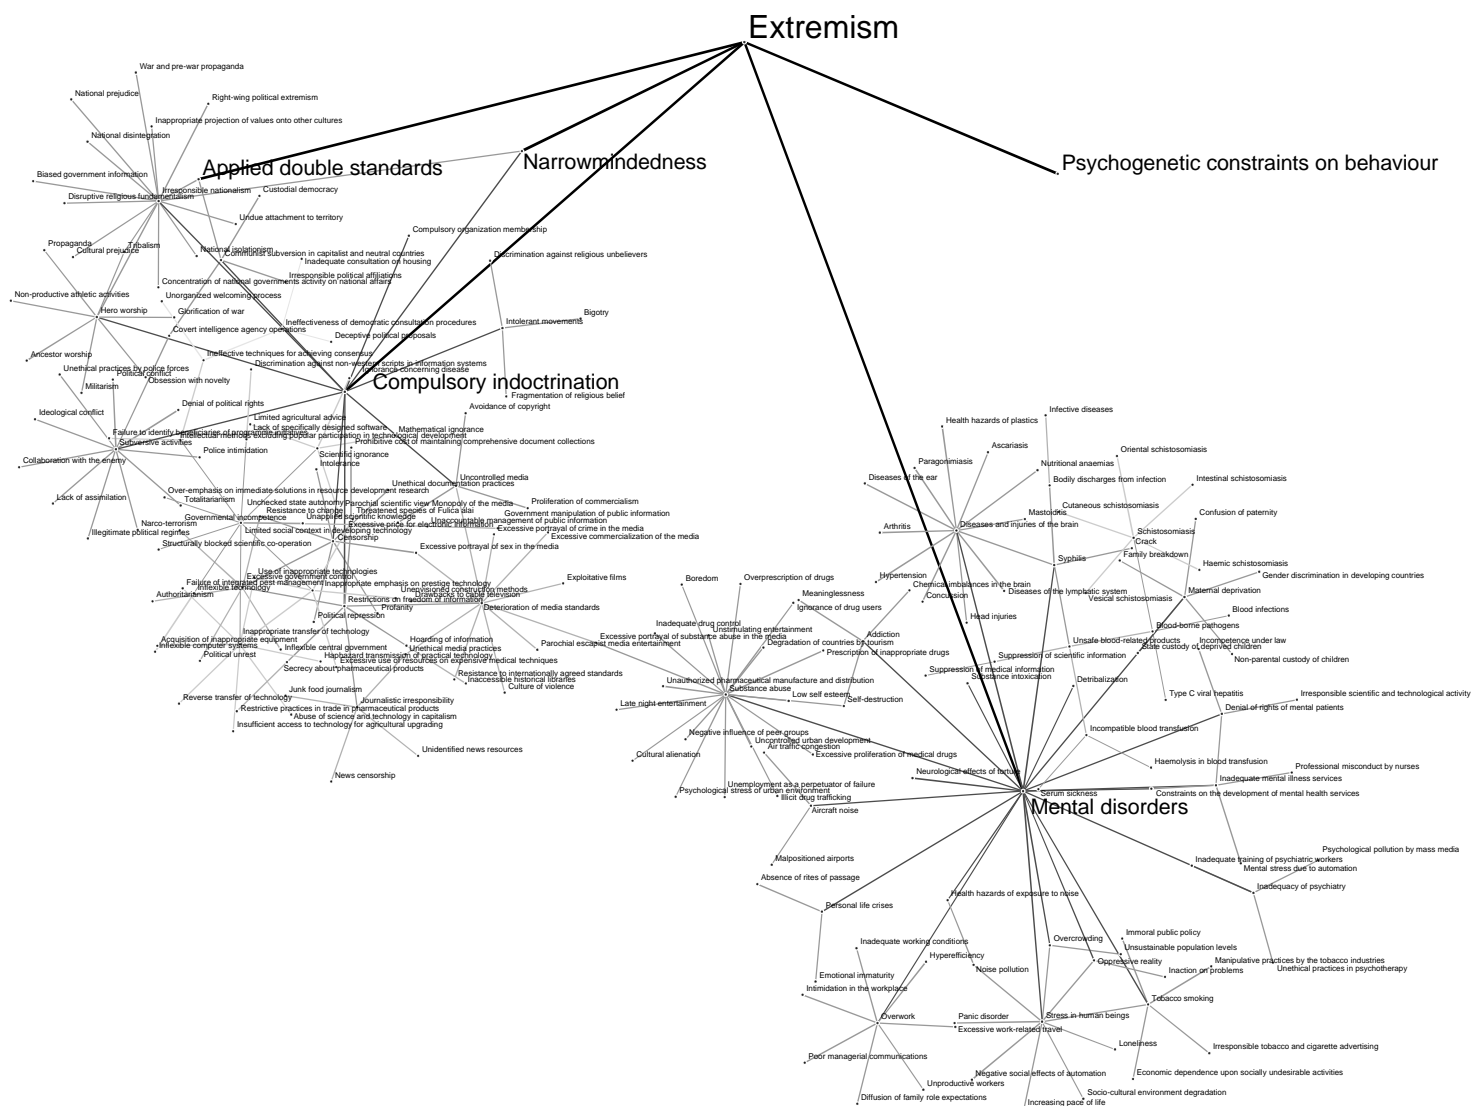 Extremism
War and pre-war propaganda
National prejudice
Right-wing political extremism
Inappropriate projection of values onto other cultures
National disintegration
Applied double standards
Narrowmindedness
Psychogenetic constraints on behaviour
Biased government information
Irresponsible nationalism
Custodial democracy
Disruptive religious fundamentalism
Undue attachment to territory
Compulsory organization membership
Propaganda
Tribalism
Cultural prejudice
National isolationism
Communist subversion in capitalist and neutral countries
Inadequate consultation on housing
Discrimination against religious unbelievers
Irresponsible political affiliations
Concentration of national governments activity on national affairs
Non-productive athletic activities
Unorganized welcoming process
Hero worship
Glorification of war
Ineffectiveness of democratic consultation procedures
Intolerant movements
Bigotry
Covert intelligence agency operations
Deceptive political proposals
Ancestor worship
Ineffective techniques for achieving consensus
Discrimination against non-western scripts in information systems
Ignorance concerning disease
Unethical practices by police forces
Political conflict
Obsession with novelty
Militarism
Compulsory indoctrination
Fragmentation of religious belief
Ideological conflict
Denial of political rights
Avoidance of copyright
Limited agricultural advice
Lack of specifically designed software
Mathematical ignorance
Failure to identify beneficiaries of programme initiatives
Intellectual methods excluding popular participation in technological development
Subversive activities
Prohibitive cost of maintaining comprehensive document collections
Police intimidation
Scientific ignorance
Collaboration with the enemy
Intolerance
Uncontrolled media
Unethical documentation practices
Over-emphasis on immediate solutions in resource development research
Lack of assimilation
Totalitarianism
Unchecked state autonomy
Parochial scientific view
Monopoly of the media
Proliferation of commercialism
Resistance to change
Threatened species of Fulica alai
Government manipulation of public information
Narco-terrorism
Governmental incompetence
Unapplied scientific knowledge
Excessive price for electronic information
Unaccountable management of public information
Illegitimate political regimes
Limited social context in developing technology
Excessive portrayal of crime in the media
Excessive commercialization of the media
Structurally blocked scientific co-operation
Censorship
Excessive portrayal of sex in the media
Use of inappropriate technologies
Excessive government control
Failure of integrated pest management
Inflexible technology
Inappropriate emphasis on prestige technology
Unenvisioned construction methods
Drawbacks to cable television
Exploitative films
Authoritarianism
Restrictions on freedom of information
Profanity
Deterioration of media standards
Political repression
Inappropriate transfer of technology
Acquisition of inappropriate equipment
Inflexible computer systems
Inflexible central government
Hoarding of information
Unethical media practices
Parochial escapist media entertainment
Political unrest
Haphazard transmission of practical technology
Excessive use of resources on expensive medical techniques
Secrecy about pharmaceutical products
Resistance to internationally agreed standards
Inaccessible historical libraries
Culture of violence
Junk food journalism
Reverse transfer of technology
Journalistic irresponsibility
Restrictive practices in trade in pharmaceutical products
Abuse of science and technology in capitalism
Insufficient access to technology for agricultural upgrading
Unidentified news resources
News censorship
Infective diseases
Health hazards of plastics
Ascariasis
Oriental schistosomiasis
Paragonimiasis
Nutritional anaemias
Diseases of the ear
Bodily discharges from infection
Intestinal schistosomiasis
Cutaneous schistosomiasis
Mastoiditis
Confusion of paternity
Arthritis
Diseases and injuries of the brain
Schistosomiasis
Crack
Family breakdown
Syphilis
Haemic schistosomiasis
Gender discrimination in developing countries
Hypertension
Chemical imbalances in the brain
Diseases of the lymphatic system
Maternal deprivation
Boredom
Overprescription of drugs
Meaninglessness
Concussion
Vesical schistosomiasis
Ignorance of drug users
Blood infections
Head injuries
Blood-borne pathogens
Inadequate drug control
Unstimulating entertainment
Addiction
Excessive portrayal of substance abuse in the media
Degradation of countries by tourism
Unsafe blood-related products
State custody of deprived children
Incompetence under law
Prescription of inappropriate drugs
Suppression of scientific information
Non-parental custody of children
Suppression of medical information
Substance intoxication
Unauthorized pharmaceutical manufacture and distribution
Substance abuse
Low self esteem
Self-destruction
Detribalization
Type C viral hepatitis
Irresponsible scientific and technological activity
Late night entertainment
Denial of rights of mental patients
Negative influence of peer groups
Uncontrolled urban development
Air traffic congestion
Incompatible blood transfusion
Cultural alienation
Excessive proliferation of medical drugs
Haemolysis in blood transfusion
Neurological effects of torture
Professional misconduct by nurses
Inadequate mental illness services
Unemployment as a perpetuator of failure
Psychological stress of urban environment
Illicit drug trafficking
Serum sickness
Constraints on the development of mental health services
Aircraft noise
Mental disorders
Malpositioned airports
Psychological pollution by mass media
Inadequate training of psychiatric workers
Mental stress due to automation
Absence of rites of passage
Inadequacy of psychiatry
Health hazards of exposure to noise
Personal life crises
Immoral public policy
Inadequate working conditions
Overcrowding
Unsustainable population levels
Hyperefficiency
Oppressive reality
Manipulative practices by the tobacco industries
Noise pollution
Inaction on problems
Unethical practices in psychotherapy
Emotional immaturity
Intimidation in the workplace
Tobacco smoking
Overwork
Panic disorder
Stress in human beings
Excessive work-related travel
Loneliness
Irresponsible tobacco and cigarette advertising
Poor managerial communications
Negative social effects of automation
Economic dependence upon socially undesirable activities
Unproductive workers
Socio-cultural environment degradation
Diffusion of family role expectations
Increasing pace of life